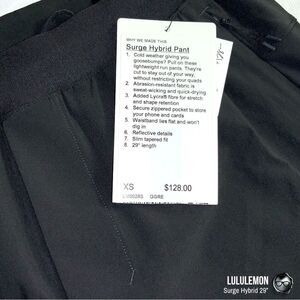 WHY WE MADE THIS
Surge Hybrid Pant
1. Cold weather giving you
goosebumps? Pull on these
lightweight run pants. They're
cut to stay out of your way,
without restricting your quads
2. Abrasion-resistant fabric is
sweat-wicking and quick-drying
3. Added Lycra® fibre for stretch
and shape retention
4. Secure zippered pocket to store
your phone and cards
5. Waistband lies flat and won't
dig in
6. Reflective details
7. Slim tapered fit
8. 29" length
XS $128.00
OGRE
LULULEMON
Surge Hybrid 29"